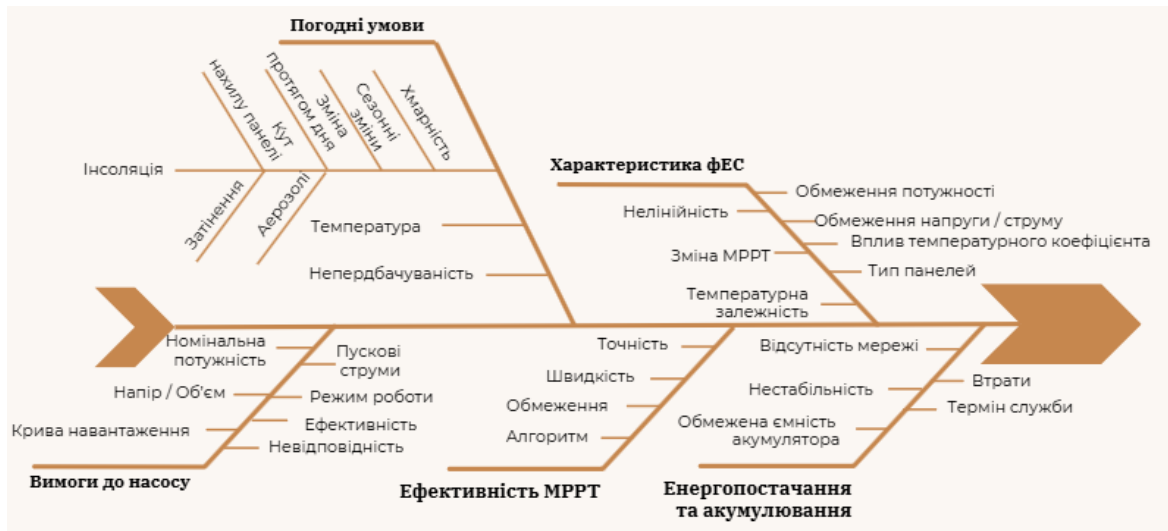 Погодні умови
Кут
нахилу панелі
Зміна
протягом дня
Сезонні
зміни
Хмарність
Інсоляція
Затінення
Аерозолі
Температура
Непердбачуваність
Характеристика фЕС
Обмеження потужності
Нелінійність
Обмеження напруги / струму
Вплив температурного коефіцієнта
Зміна МРРТ
Тип панелей
Температурна
залежність
Номінальна
потужність
Пускові
струми
Напір / Об'єм
Режим роботи
Крива навантаження
Ефективність
Невідповідність
Вимоги до насосу
Точність
Швидкість
Обмеження
Алгоритм
Ефективність МРРТ
Відсутність мережі
Втрати
Нестабільність
Термін служби
Обмежена ємність
акумулятора
Енергопостачання
та акумулювання